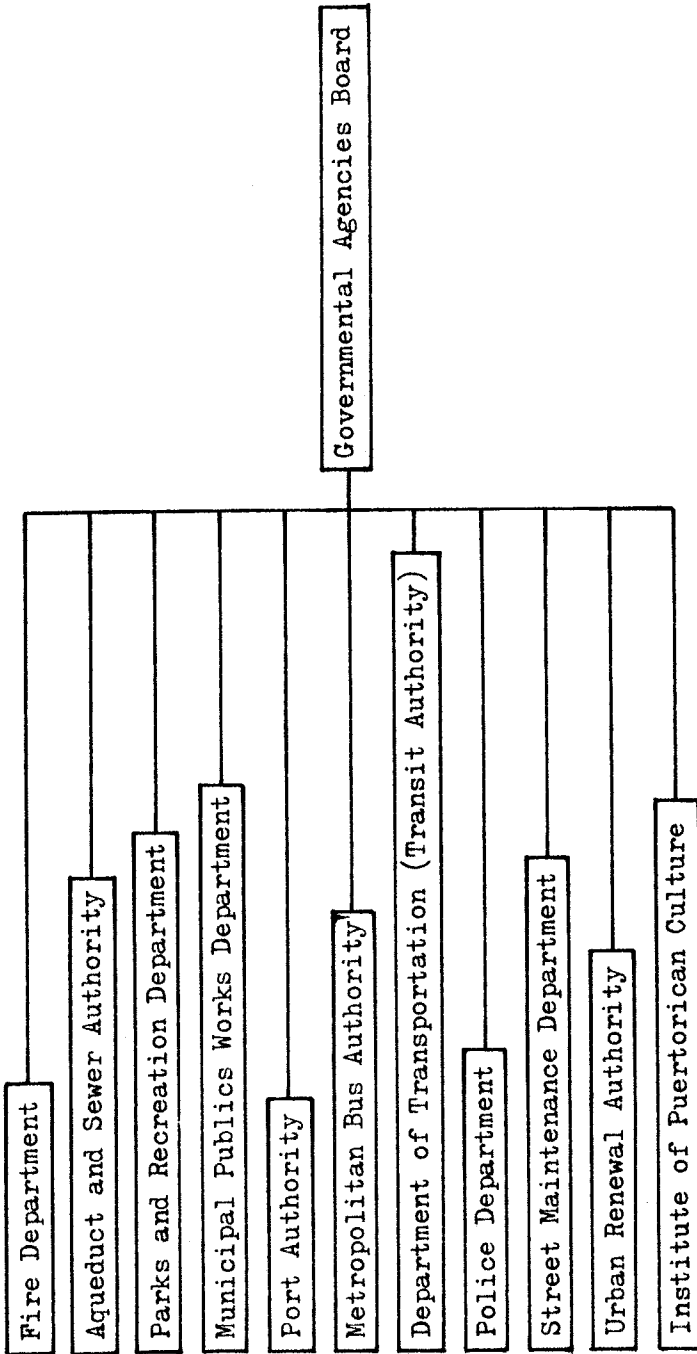 Governmental Agencies Board
Fire Department
Aqueduct and Sewer Authority
Parks and Recreation Department
Municipal Publics Works Department
Port Authority
Metropolitan Bus Authority
Department of Transportation (Transit Authority)
Police Department
Street Maintenance Department
Urban Renewal Authority
Institute of Puertorican Culture